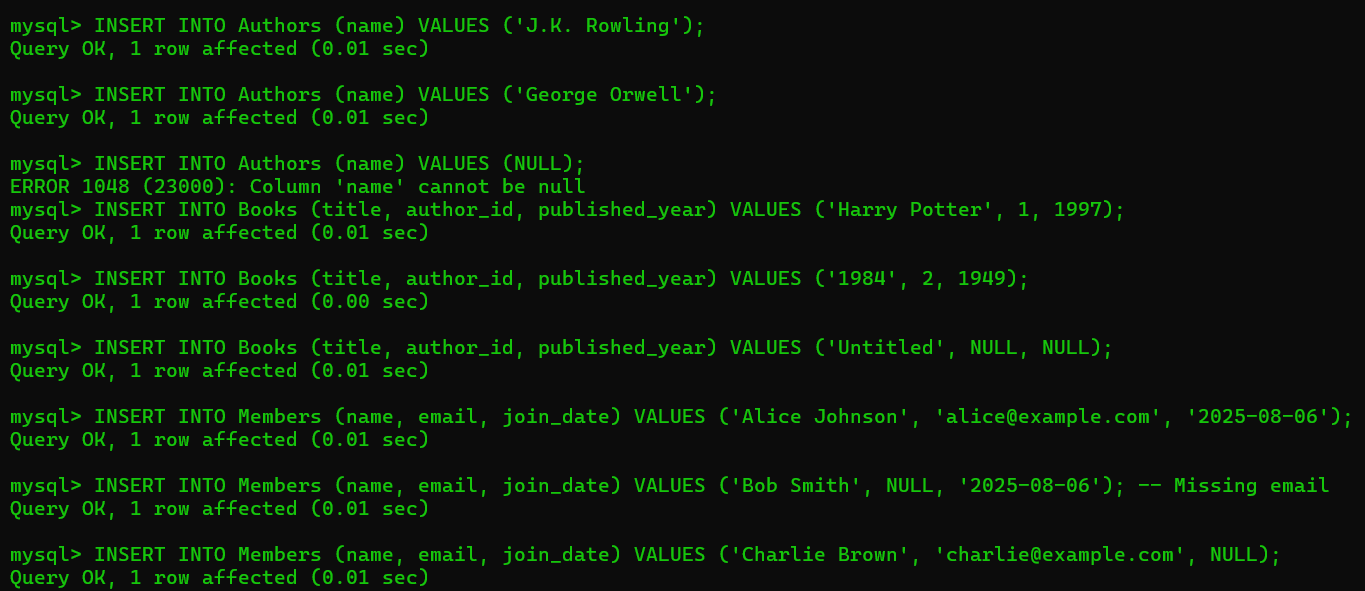 mysql> INSERT INTO Authors (name) VALUES ('J.K. Rowling');
Query OK, 1 row affected (0.01 sec)
mysql> INSERT INTO Authors (name) VALUES ('George Orwell');
Query OK, 1 row affected (0.01 sec)
mysql> INSERT INTO Authors (name) VALUES (NULL);
ERROR 1048 (23000): Column 'name' cannot be null
mysql> INSERT INTO Books (title, author_id, published_year) VALUES ('Harry Potter', 1, 1997);
Query OK, 1 row affected (0.01 sec)
mysql> INSERT INTO Books (title, author_id, published_year) VALUES ('1984', 2, 1949);
Query OK, 1 row affected (0.00 sec)
mysql> INSERT INTO Books (title, author_id, published_year) VALUES ('Untitled', NULL, NULL);
Query OK, 1 row affected (0.01 sec)
mysql> INSERT INTO Members (name, email, join_date) VALUES ('Alice Johnson', 'alice@example.com', '2025-08-06');
Query OK, 1 row affected (0.01 sec)
mysql> INSERT INTO Members (name, email, join_date) VALUES ('Bob Smith', NULL, '2025-08-06'); -- Missing email
Query OK, 1 row affected (0.01 sec)
mysql> INSERT INTO Members (name, email, join_date) VALUES ('Charlie Brown', 'charlie@example.com', NULL);
Query OK, 1 row affected (0.01 sec)